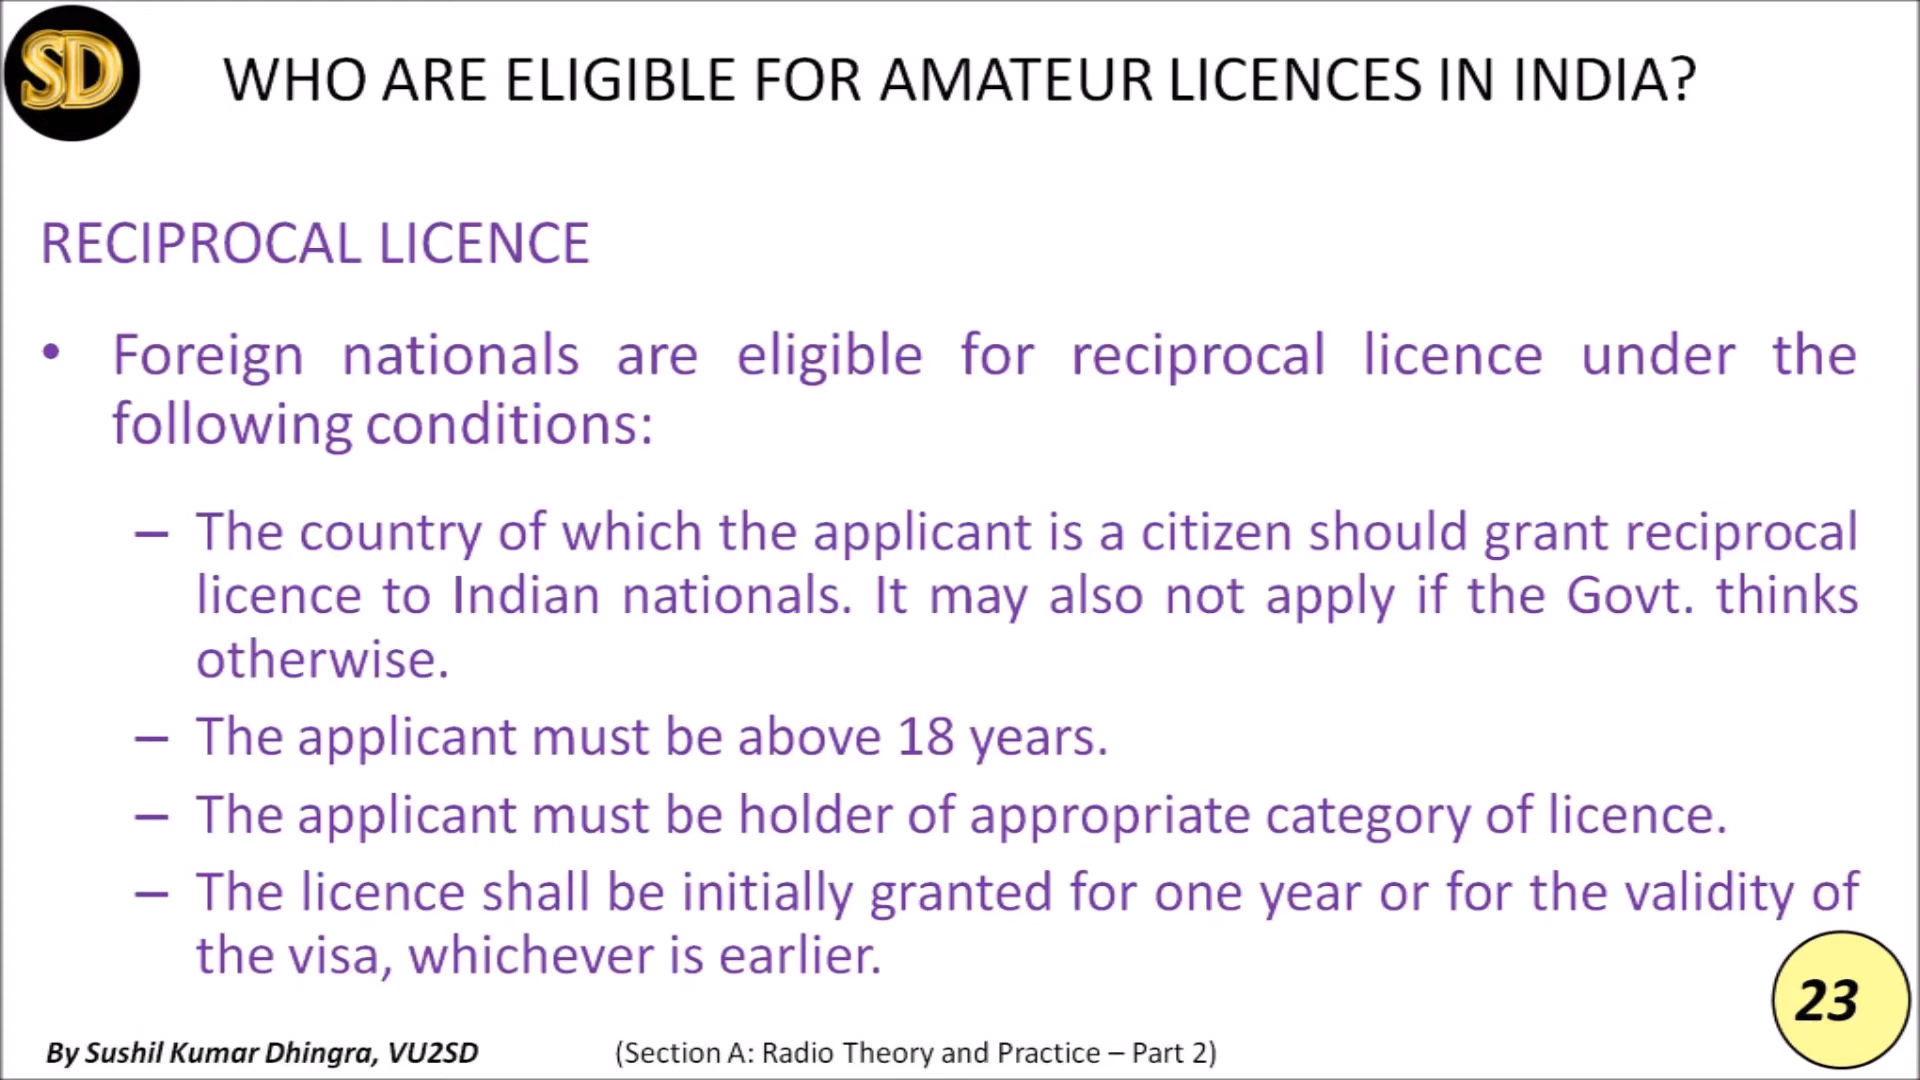 SD
WHO ARE ELIGIBLE FOR AMATEUR LICENCES IN INDIA?
RECIPROCAL LICENCE
• Foreign nationals are eligible for reciprocal licence under the
following conditions:
– The country of which the applicant is a citizen should grant reciprocal
licence to Indian nationals. It may also not apply if the Govt. thinks
otherwise.
– The applicant must be above 18 years.
– The applicant must be holder of appropriate category of licence.
– The licence shall be initially granted for one year or for the validity of
the visa, whichever is earlier.
23
By Sushil Kumar Dhingra, VU2SD (Section A: Radio Theory and Practice – Part 2)